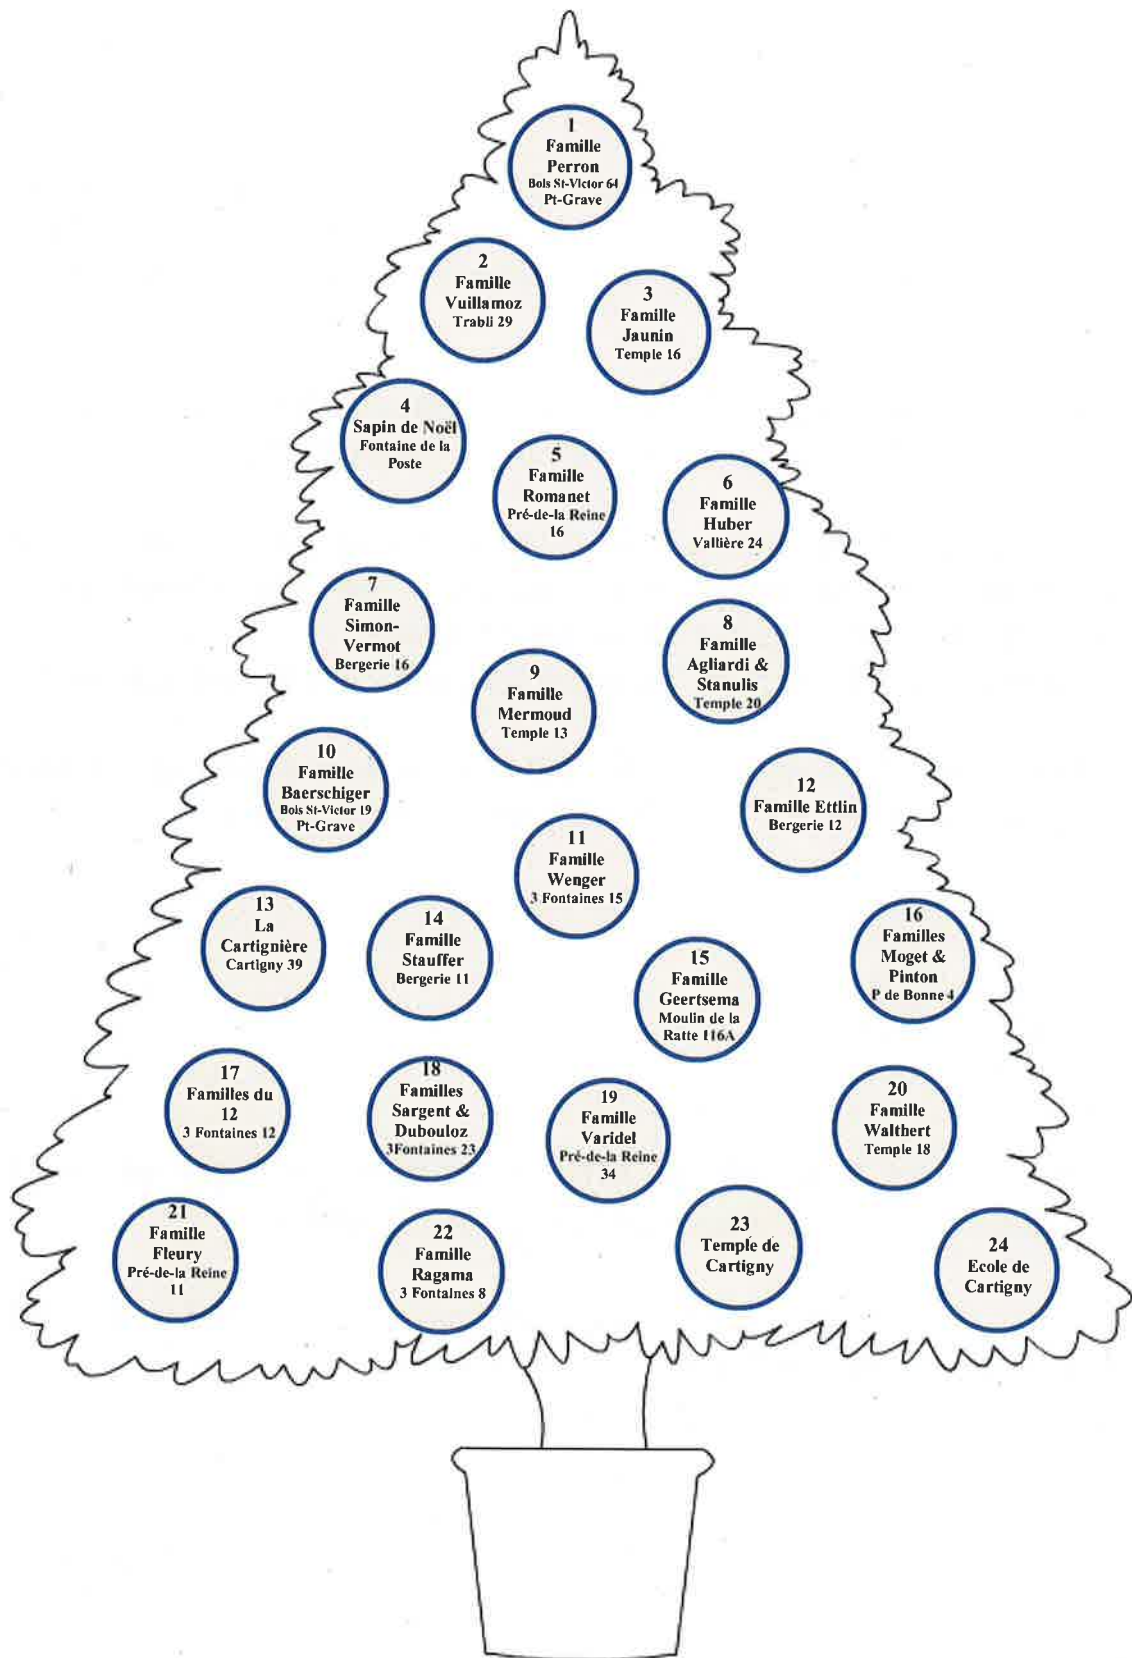 1
Famille
Perron
Bois St-Victor 64
Pt-Grave
2
Famille
Vuillamoz
Trabli 29
3
Famille
Jaunin
Temple 16
4
Sapin de Noël
Fontaine de la
Poste
5
Famille
Romanet
Pré-de-la Reine
16
6
Famille
Huber
Vallière 24
7
Famille
Simon-
Vermot
Bergerie 16
8
Famille
Agliardi &
Stanulis
Temple 20
9
Famille
Mermoud
Temple 13
10
Famille
Baerschiger
Bois St-Victor 19
Pt-Grave
11
Famille
Wenger
3 Fontaines 15
12
Famille Ettlin
Bergerie 12
13
La
Cartignière
Cartigny 39
14
Famille
Stauffer
Bergerie 11
15
Famille
Geertsema
Moulin de la
Ratte 116A
16
Familles
Moget &
Pinton
P de Bonne 4
17
Familles du
12
3 Fontaines 12
18
Familles
Sargent &
Dubouloz
3Fontaines 23
19
Famille
Varidel
Pré-de-la Reine
34
20
Famille
Walthert
Temple 18
21
Famille
Fleury
Pré-de-la Reine
11
22
Famille
Ragama
3 Fontaines 8
23
Temple de
Cartigny
24
Ecole de
Cartigny